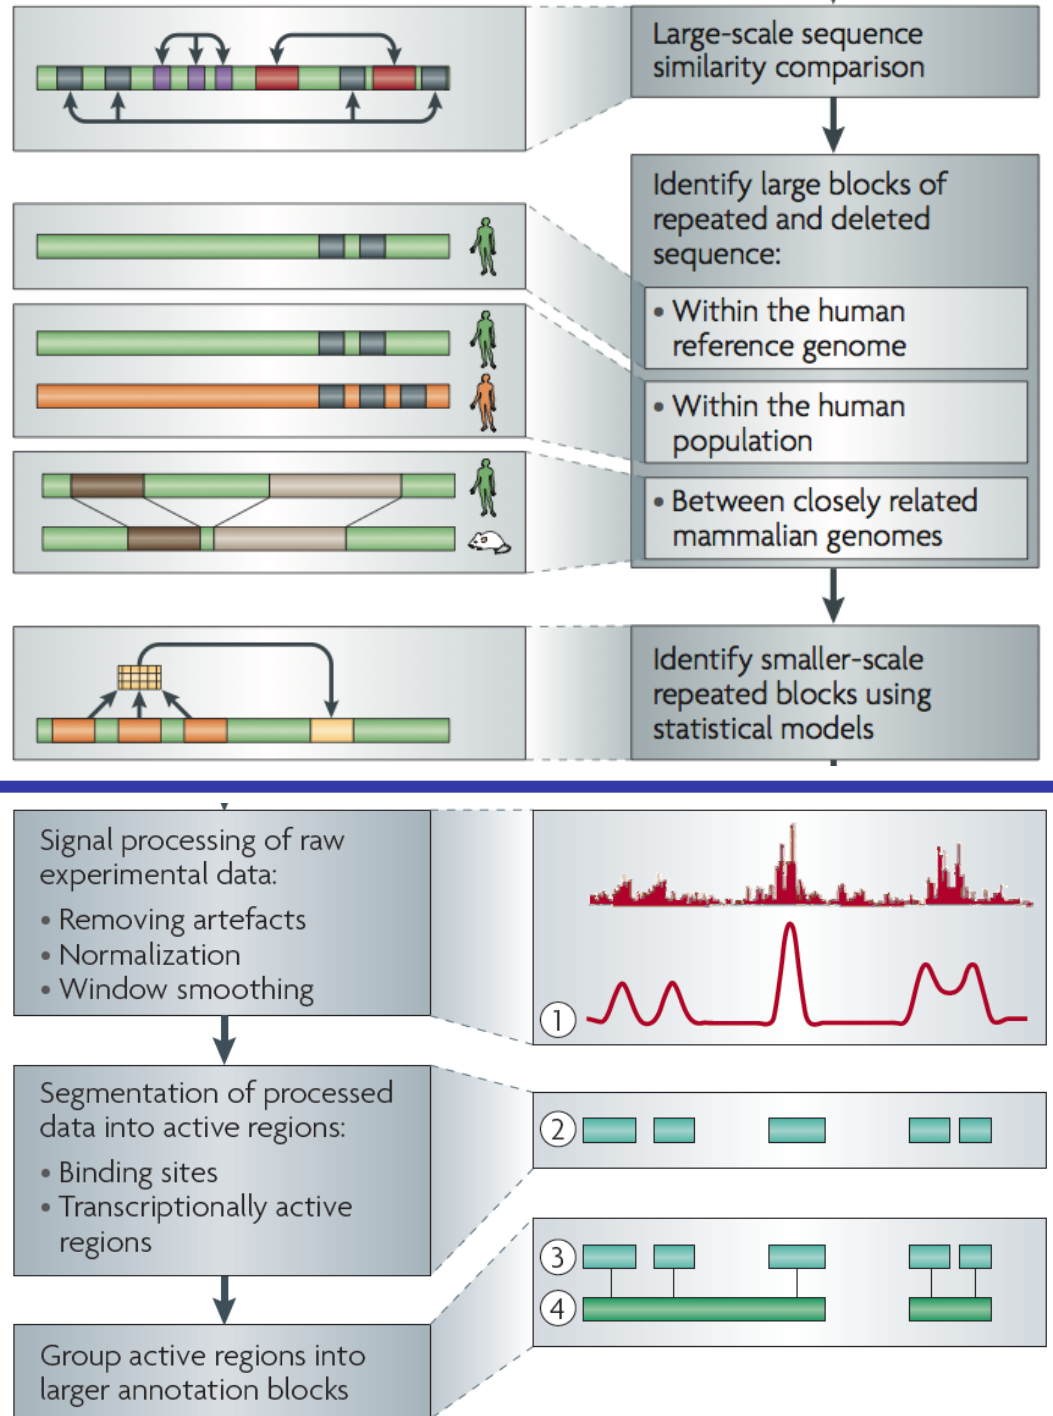 Large-scale sequence
similarity comparison
Identify large blocks of
repeated and deleted
sequence:
• Within the human
reference genome
• Within the human
population
• Between closely related
mammalian genomes
Identify smaller-scale
repeated blocks using
statistical models
Signal processing of raw
experimental data:
• Removing artefacts
• Normalization
• Window smoothing
1
Segmentation of processed
data into active regions:
• Binding sites
• Transcriptionally active
regions
2
3
4
Group active regions into
larger annotation blocks